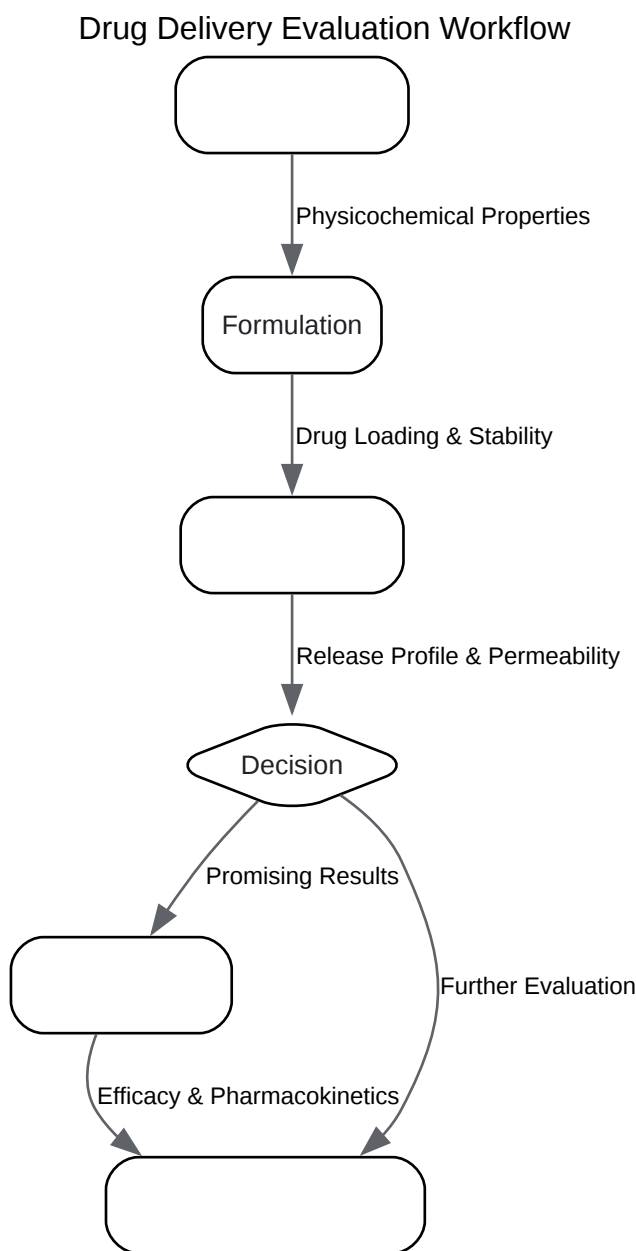 Drug Delivery Evaluation Workflow
Physicochemical Properties
Formulation
Drug Loading & Stability
Release Profile & Permeability
Decision
Promising Results
Further Evaluation
Efficacy & Pharmacokinetics